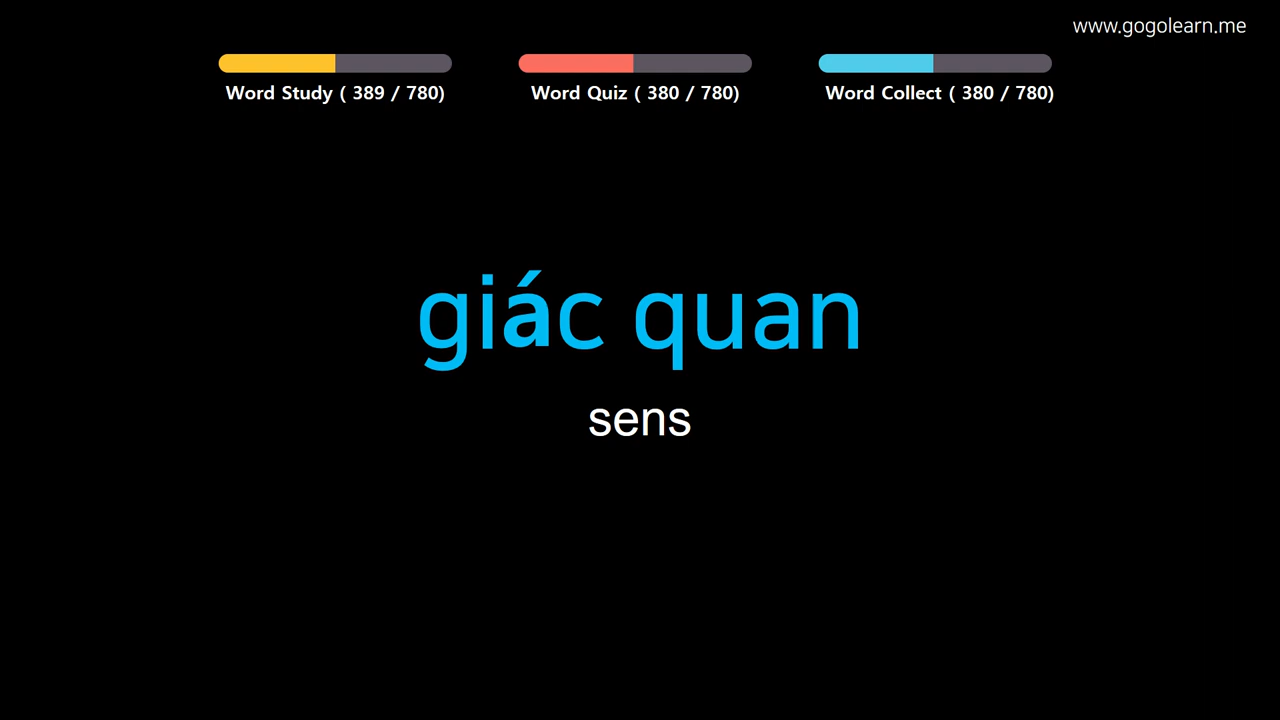 www.gogolearn.me
Word Study ( 389 / 780)
Word Quiz ( 380 / 780)
Word Collect ( 380 / 780)
giác quan
sens